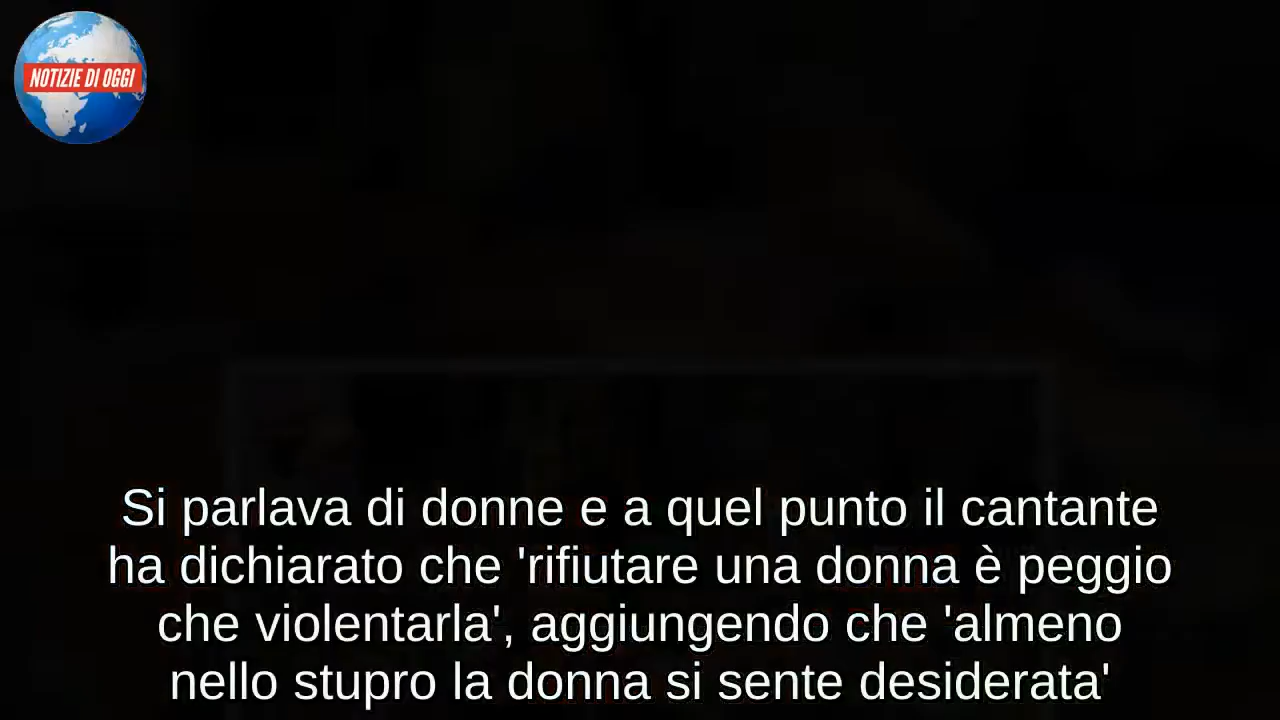 NOTIZIE DI OGGI
Si parlava di donne e a quel punto il cantante
ha dichiarato che 'rifiutare una donna è peggio
che violentarla', aggiungendo che 'almeno
nello stupro la donna si sente desiderata'